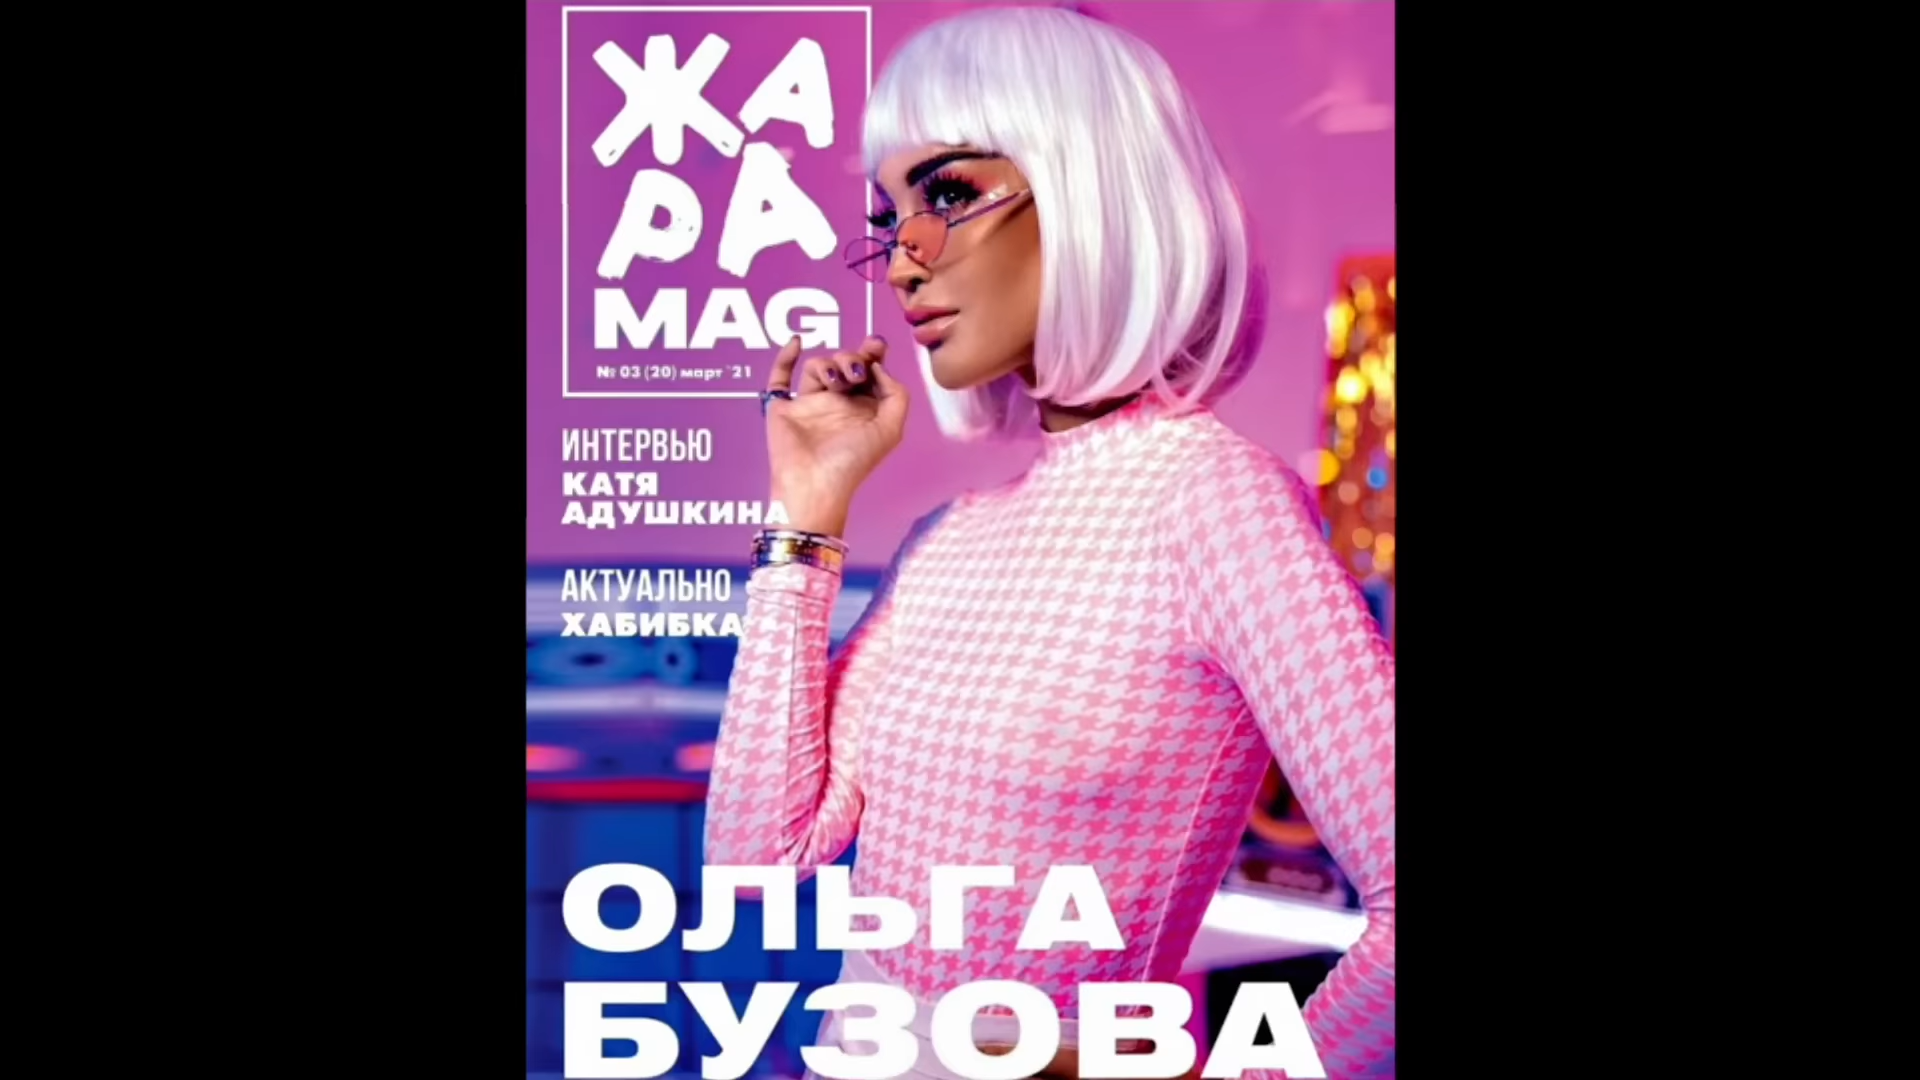 ЖА
РА
MAG
№ 03 (20) март `21
ИНТЕРВЬЮ
КАТЯ
АДУШКИНА
АКТУАЛЬНО
ХАБИБКА
ОЛЬГА
БУЗОВА